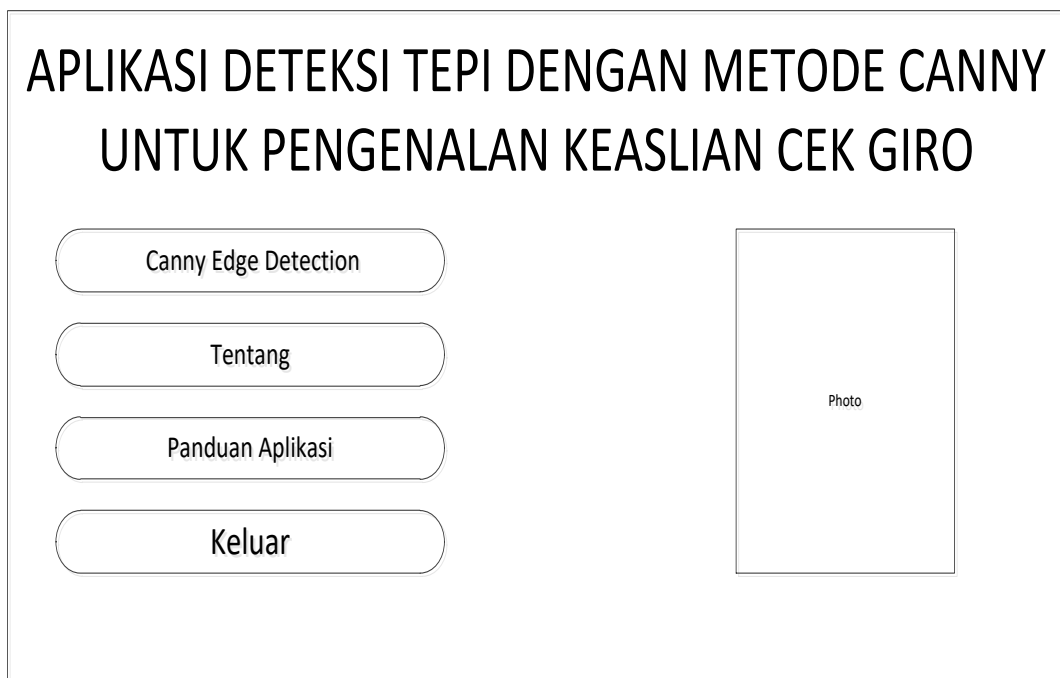 APLIKASI DETEKSI TEPI DENGAN METODE CANNY
UNTUK PENGENALAN KEASLIAN CEK GIRO
Canny Edge Detection
Tentang
Panduan Aplikasi
Keluar
Photo